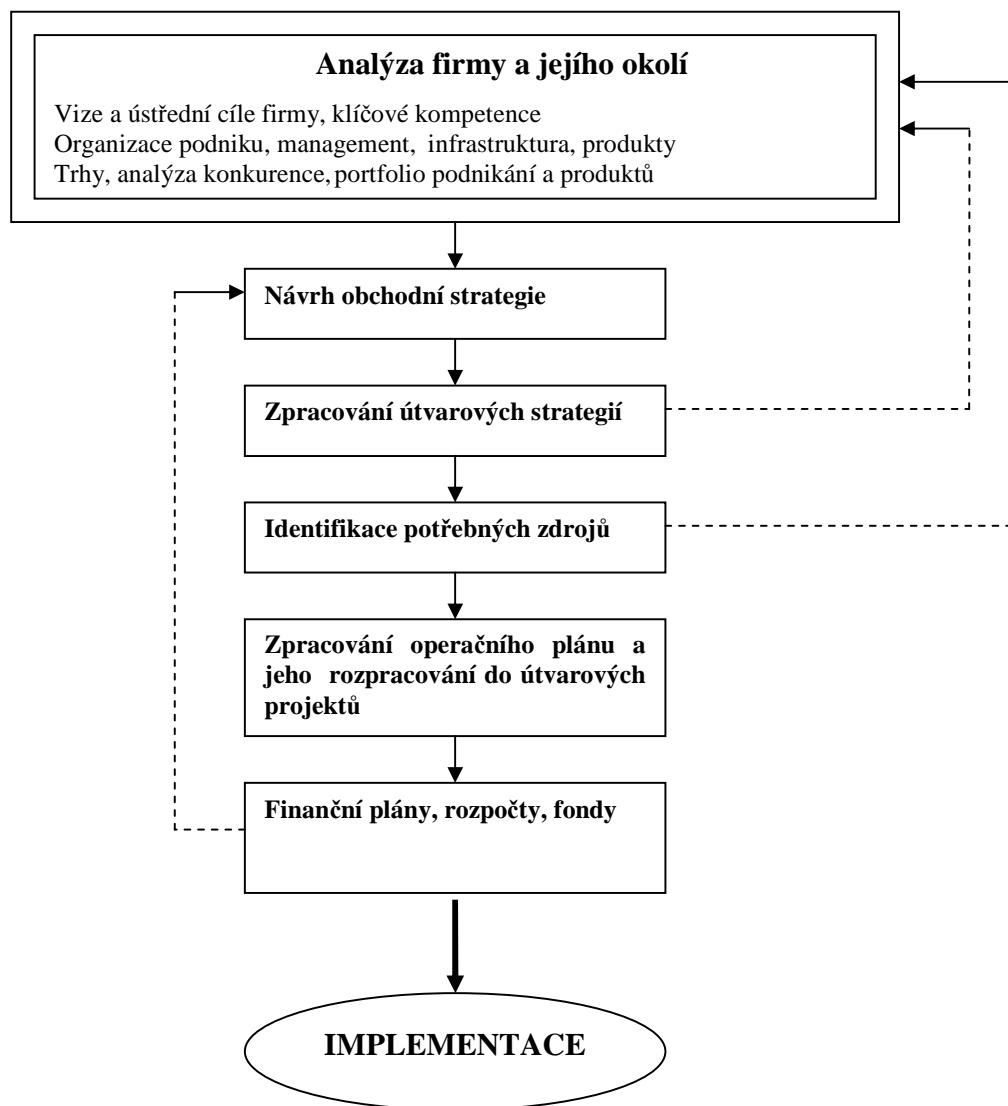 Analýza firmy a jejího okolí
Vize a ústřední cíle firmy, klíčové kompetence
Organizace podniku, management, infrastruktura, produkty
Trhy, analýza konkurence, portfolio podnikání a produktů
Návrh obchodní strategie
Zpracování útvarových strategií
Identifikace potřebných zdrojů
Zpracování operačního plánu a
jeho rozpracování do útvarových
projektů
Finanční plány, rozpočty, fondy
IMPLEMENTACE